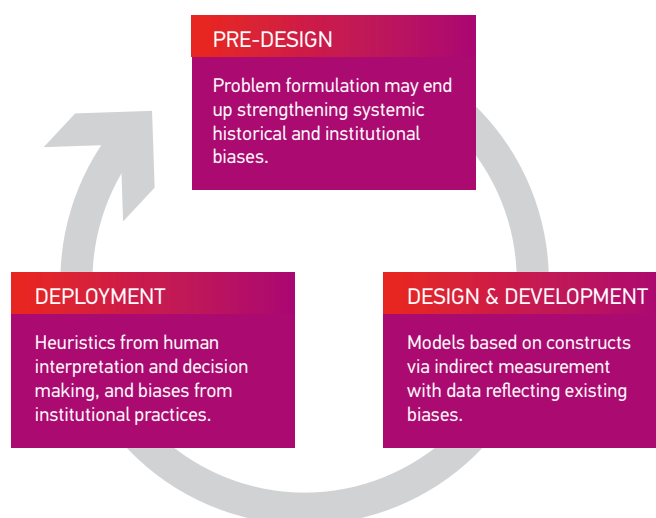 PRE-DESIGN
Problem formulation may end
up strengthening systemic
historical and institutional
biases.
DEPLOYMENT
Heuristics from human
interpretation and decision
making, and biases from
institutional practices.
DESIGN & DEVELOPMENT
Models based on constructs
via indirect measurement
with data reflecting existing
biases.